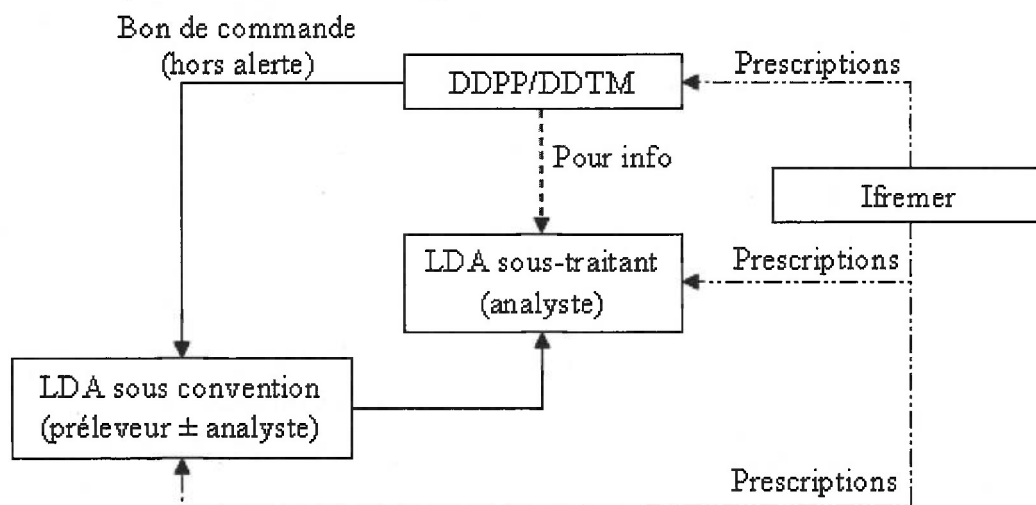 Bon de commande
(hors alerte)
DDPP/DDTM
Prescriptions
Pour info
Ifremer
LDA sous-traitant
(analyste)
Prescriptions
LDA sous convention
(préleveur ± analyste)
Prescriptions